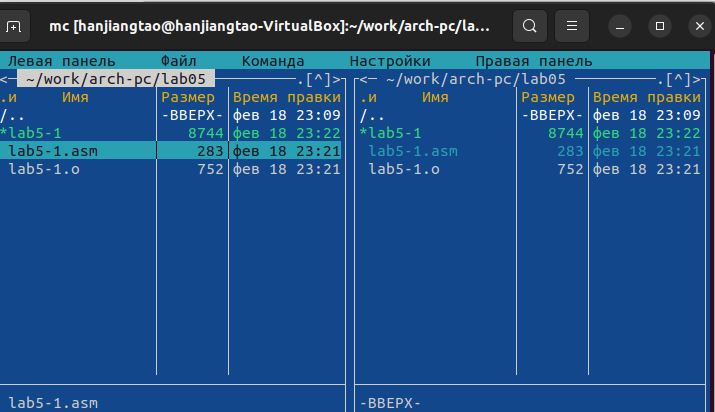 mc [hanjiangtao@hanjiangtao-VirtualBox]:~/work/arch-pc/la...
Левая панель Файл Команда Настройки Правая панель
<─ ~/work/arch-pc/lab05 ─.[^]>
.и Имя Размер Время правки
/.. -ВВЕРХ- фев 18 23:09
*lab5-1 8744 фев 18 23:22
lab5-1.asm 283 фев 18 23:21
lab5-1.o 752 фев 18 23:21
lab5-1.asm
<─ ~/work/arch-pc/lab05 ─.[^]>
.и Имя Размер Время правки
/.. -ВВЕРХ- фев 18 23:09
*lab5-1 8744 фев 18 23:22
lab5-1.asm 283 фев 18 23:21
lab5-1.o 752 фев 18 23:21
-ВВЕРХ-